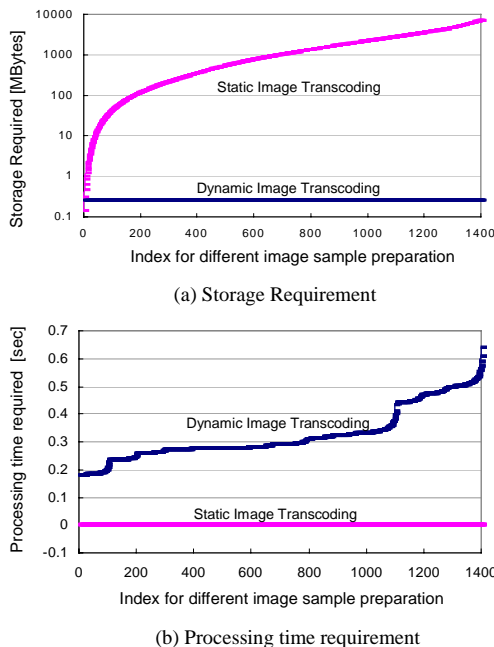 10000
1000
100
10
1
0.1
Storage Required [MBytes]
Static Image Transcoding
Dynamic Image Transcoding
0 200 400 600 800 1000 1200 1400
Index for different image sample preparation
(a) Storage Requirement
0.7
0.6
0.5
0.4
0.3
0.2
0.1
0
-0.1
Processing time required [sec]
Dynamic Image Transcoding
Static Image Transcoding
0 200 400 600 800 1000 1200 1400
Index for different image sample preparation
(b) Processing time requirement